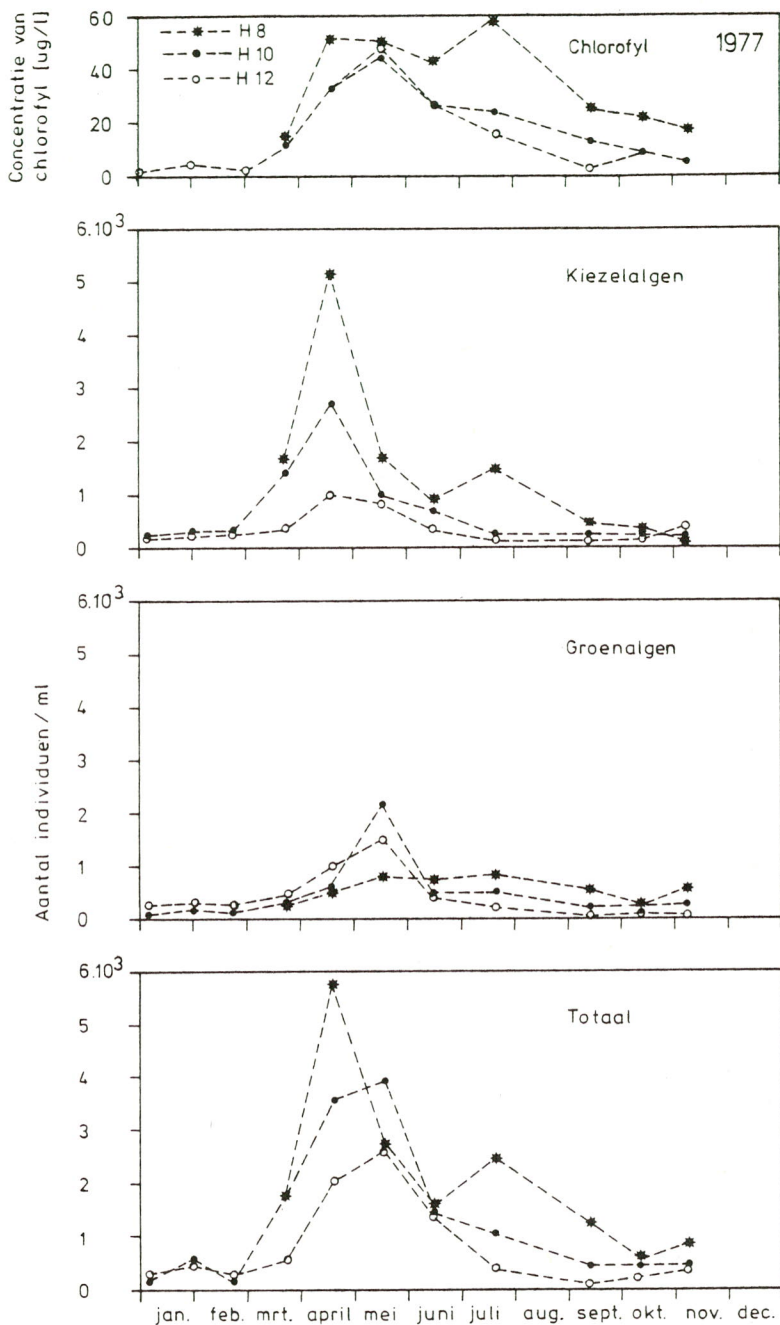 Concentratie van
chlorofyl [ug/l]
60
40
20
0
H 8
H 10
H 12
Chlorofyl
1977
6.10³
5
4
3
2
1
0
Kiezelalgen
Aantal individuen / ml
6.10³
5
4
3
2
1
0
Groenalgen
6.10³
5
4
3
2
1
0
Totaal
jan. feb. mrt. april mei juni juli aug. sept. okt. nov. dec.